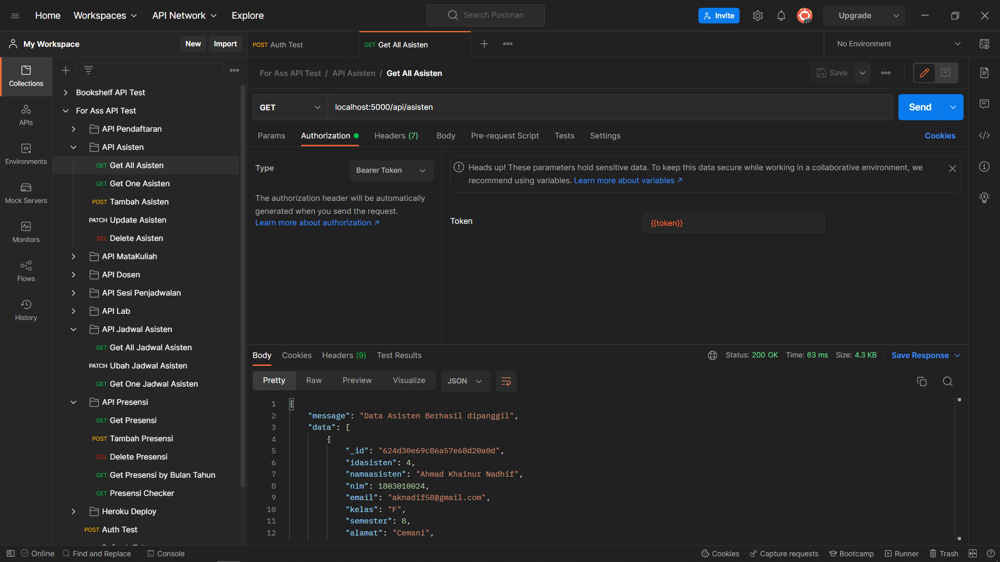 Home Workspaces API Network Explore Search Postman Invite Upgrade
My Workspace New Import POST Auth Test GET Get All Asisten No Environment
Collections
APIs
Environments
Mock Servers
Monitors
Flows
History
Bookshelf API Test
For Ass API Test
API Pendaftaran
API Asisten
GET Get All Asisten
GET Get One Asisten
POST Tambah Asisten
PATCH Update Asisten
DEL Delete Asisten
API MataKuliah
API Dosen
API Sesi Penjadwalan
API Lab
API Jadwal Asisten
GET Get All Jadwal Asisten
PATCH Ubah Jadwal Asisten
GET Get One Jadwal Asisten
API Presensi
GET Get Presensi
POST Tambah Presensi
DEL Delete Presensi
GET Get Presensi by Bulan Tahun
GET Presensi Checker
Heroku Deploy
POST Auth Test
For Ass API Test / API Asisten / Get All Asisten Save
GET localhost:5000/api/asisten Send
Params Authorization Headers (7) Body Pre-request Script Tests Settings Cookies
Type Bearer Token
The authorization header will be automatically
generated when you send the request.
Learn more about authorization ↗
Heads up! These parameters hold sensitive data. To keep this data secure while working in a collaborative environment, we
recommend using variables. Learn more about variables ↗
Token {{token}}
Body Cookies Headers (9) Test Results Status: 200 OK Time: 63 ms Size: 4.3 KB Save Response
Pretty Raw Preview Visualize JSON
1 {
2 "message": "Data Asisten Berhasil dipanggil",
3 "data": [
4 {
5 "_id": "624d30e69c86a57e68d20a0d",
6 "idasisten": 4,
7 "namaasisten": "Ahmad Khainur Nadhif",
8 "nim": 1803010024,
9 "email": "aknadif58@gmail.com",
10 "kelas": "F",
11 "semester": 8,
12 "alamat": "Cemani",
Online Find and Replace Console Cookies Capture requests Bootcamp Runner Trash